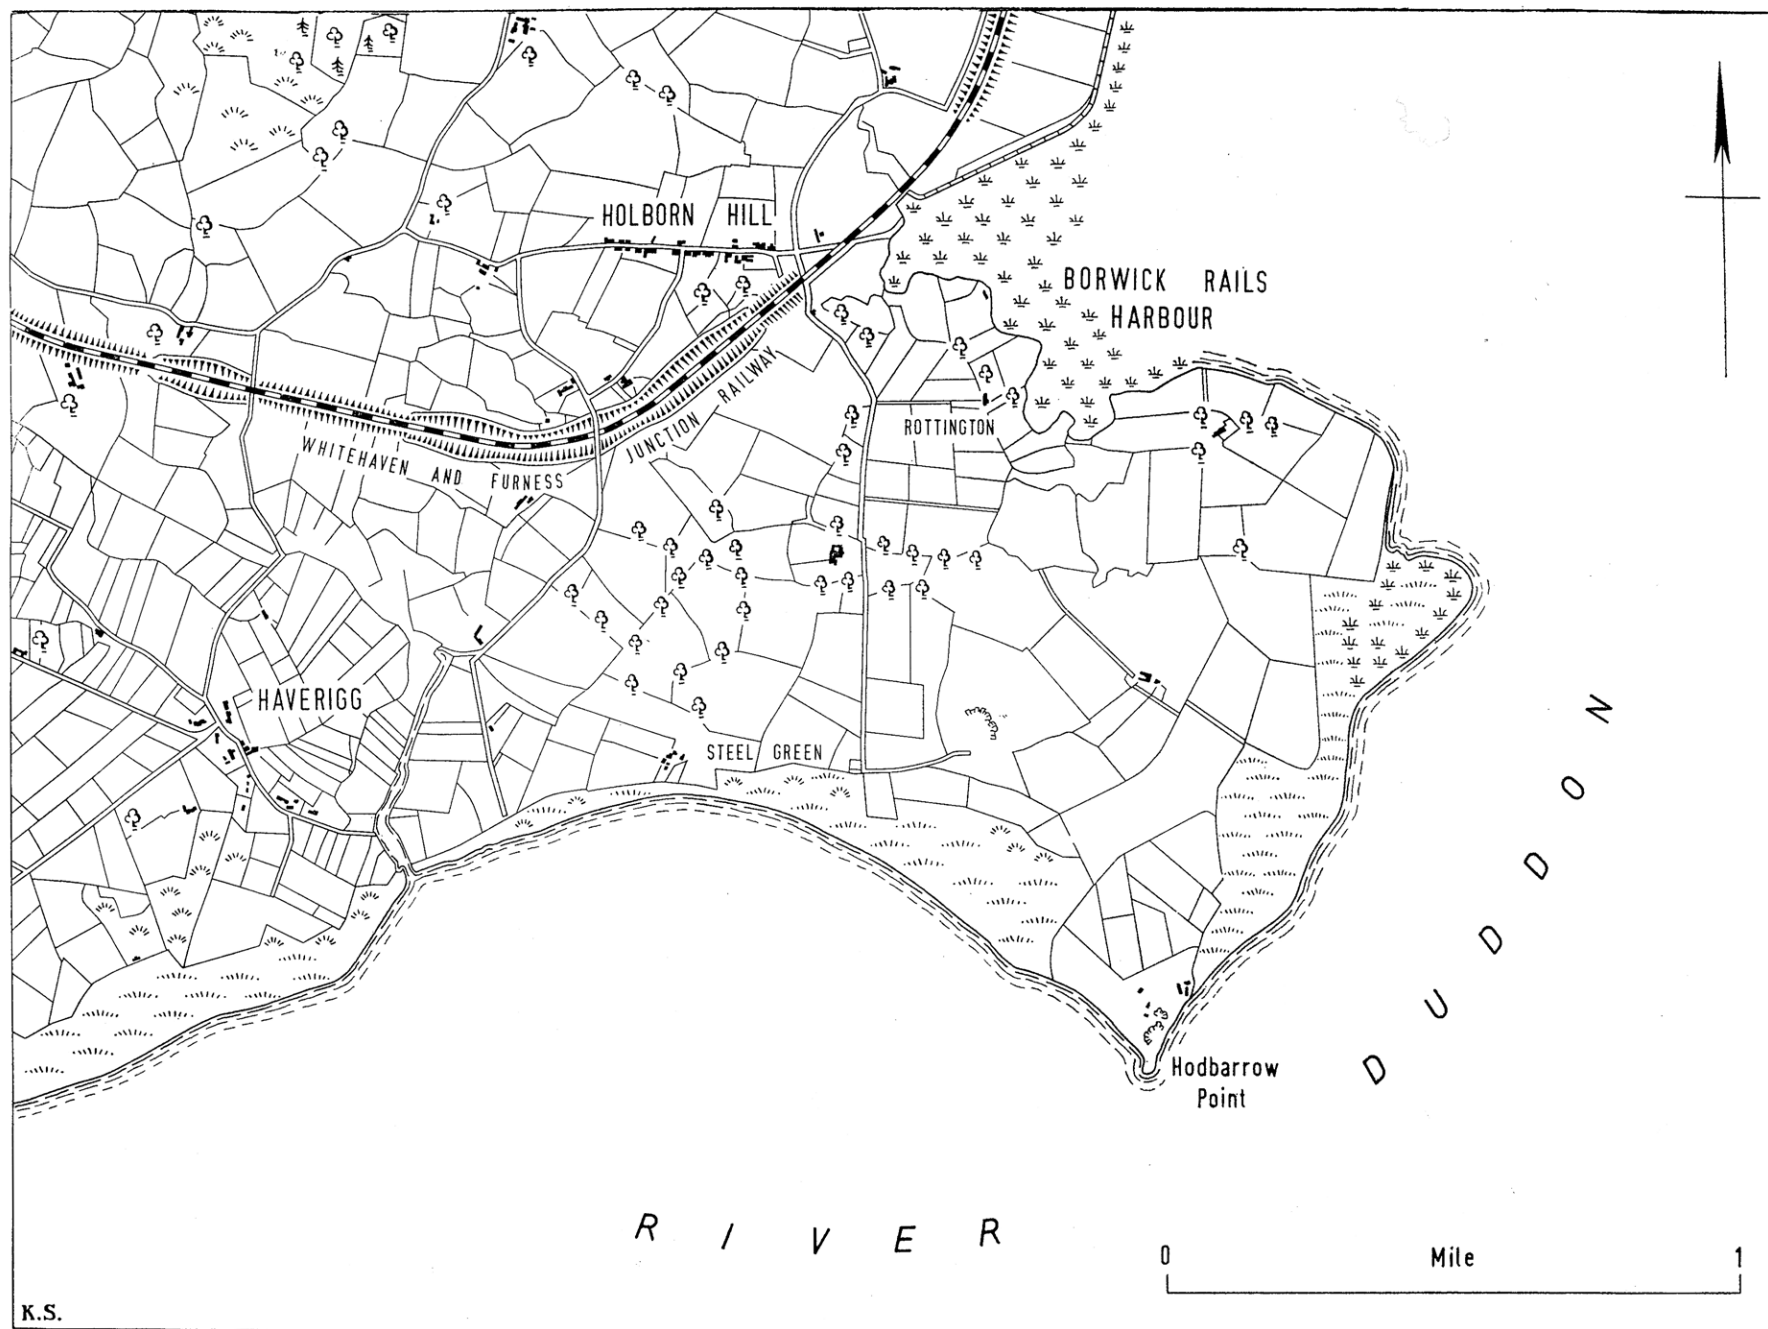 HOLBORN HILL
BORWICK RAILS
HARBOUR
WHITEHAVEN AND FURNESS
JUNCTION RAILWAY
ROTTINGTON
HAVERIGG
STEEL GREEN
Hodbarrow
Point
RIVER
DUDDON
0 Mile 1
K.S.